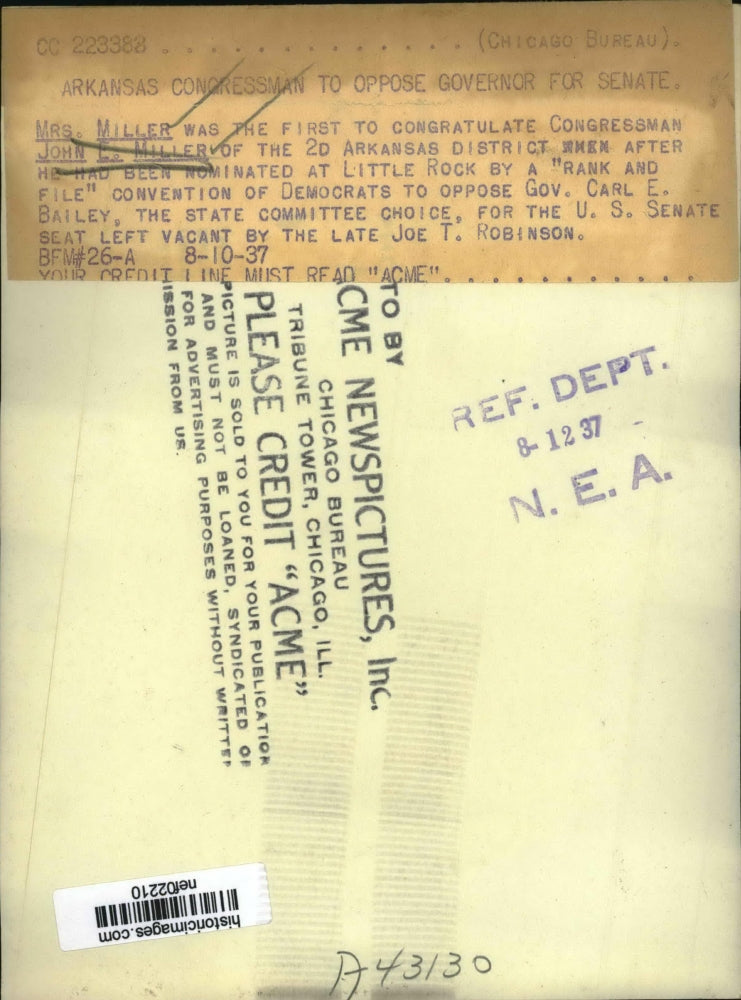 CC 223383 . . . . . . . . . . . . . . (CHICAGO BUREAU).
ARKANSAS CONGRESSMAN TO OPPOSE GOVERNOR FOR SENATE.
MRS. MILLER WAS THE FIRST TO CONGRATULATE CONGRESSMAN
JOHN E. MILLER OF THE 2D ARKANSAS DISTRICT WHEN AFTER
HE HAD BEEN NOMINATED AT LITTLE ROCK BY A "RANK AND
FILE" CONVENTION OF DEMOCRATS TO OPPOSE GOV. CARL E.
BAILEY, THE STATE COMMITTEE CHOICE, FOR THE U. S. SENATE
SEAT LEFT VACANT BY THE LATE JOE T. ROBINSON.
BFM#26-A 8-10-37
YOUR CREDIT LINE MUST READ "ACME". . . . . . . . . . . .
TO BY
CME NEWSPICTURES, Inc.
CHICAGO BUREAU
TRIBUNE TOWER, CHICAGO, ILL.
PLEASE CREDIT "ACME"
PICTURE IS SOLD TO YOU FOR YOUR PUBLICATION
AND MUST NOT BE LOANED, SYNDICATED OR
FOR ADVERTISING PURPOSES WITHOUT WRITTEN
ISSION FROM US.
REF. DEPT.
8-12 37
N. E. A.
historicimages.com
nef02210
A43130